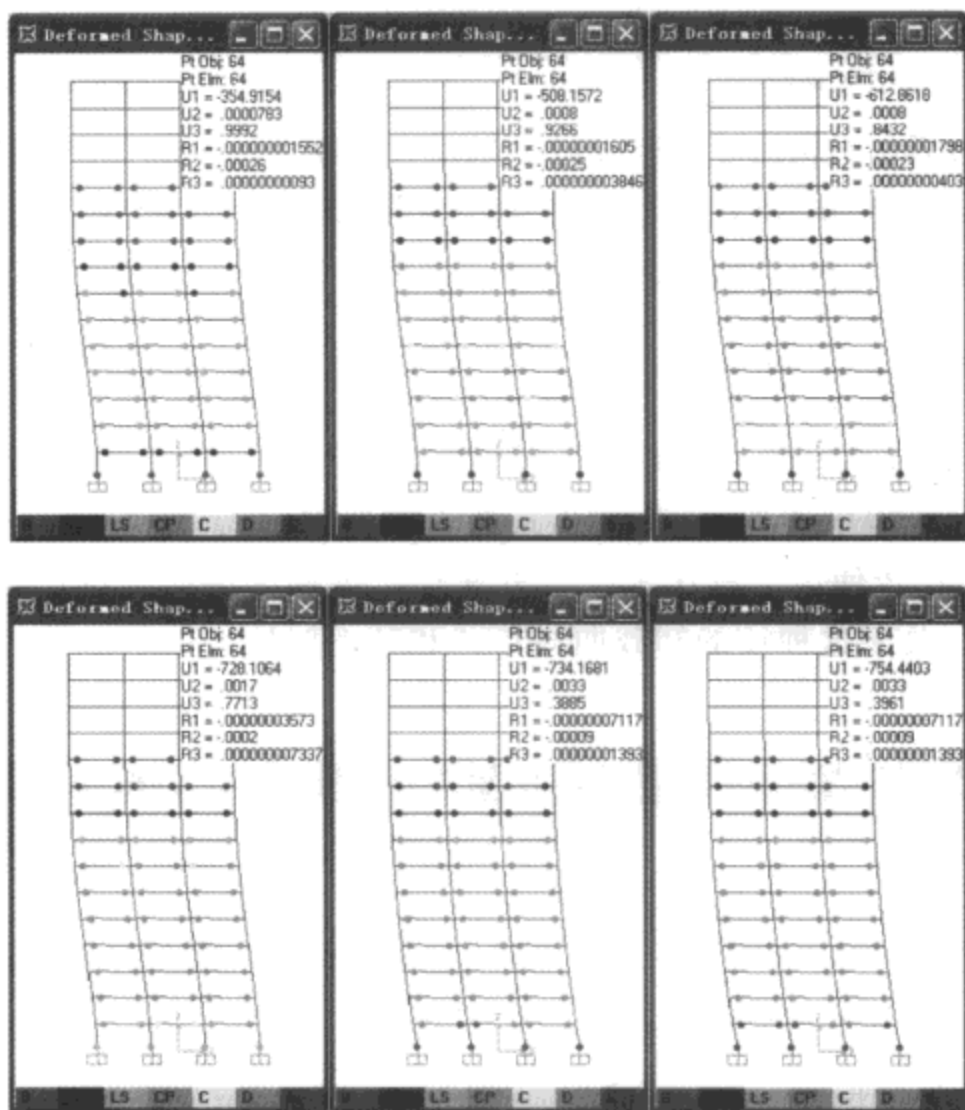 Deformed Shap...
Pt Obj: 64
Pt Elm: 64
U1 = -354.9154
U2 = .0000783
U3 = .9992
R1 = -.000000001552
R2 = -.00026
R3 = .00000000093
LS CP C D
Deformed Shap...
Pt Obj: 64
Pt Elm: 64
U1 = -508.1572
U2 = .0008
U3 = .9266
R1 = -.00000001605
R2 = -.00025
R3 = .000000003846
LS CP C D
Deformed Shap...
Pt Obj: 64
Pt Elm: 64
U1 = -612.8618
U2 = .0008
U3 = .8432
R1 = -.00000001798
R2 = -.00023
R3 = .00000000403
LS CP C D
Deformed Shap...
Pt Obj: 64
Pt Elm: 64
U1 = -728.1064
U2 = .0017
U3 = .7713
R1 = -.00000003573
R2 = -.0002
R3 = .000000007337
LS CP C D
Deformed Shap...
Pt Obj: 64
Pt Elm: 64
U1 = -734.1681
U2 = .0033
U3 = .3885
R1 = -.00000007117
R2 = -.00009
R3 = .00000001393
LS CP C D
Deformed Shap...
Pt Obj: 64
Pt Elm: 64
U1 = -754.4403
U2 = .0033
U3 = .3961
R1 = -.00000007117
R2 = -.00009
R3 = .00000001393
LS CP C D